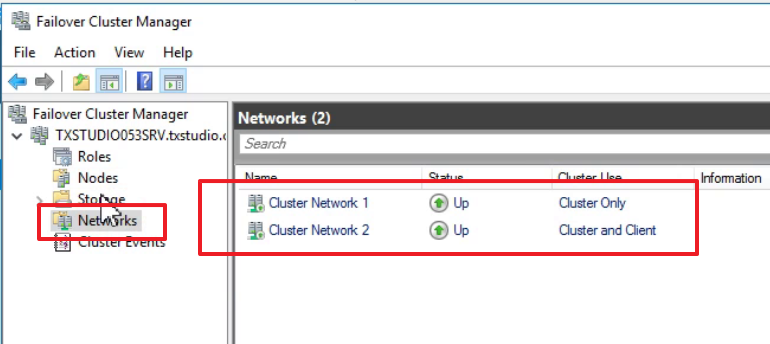 Failover Cluster Manager
File Action View Help
Failover Cluster Manager
TXSTUDIO053SRV.txstudio.
Roles
Nodes
Storage
Networks
Cluster Events
Networks (2)
Search
Name Status Cluster Use Information
Cluster Network 1 Up Cluster Only
Cluster Network 2 Up Cluster and Client